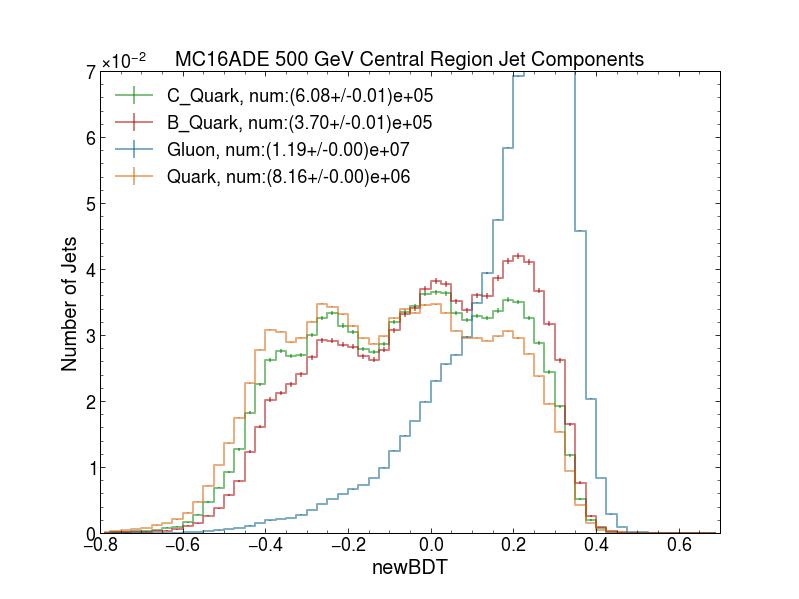 ×10⁻²
MC16ADE 500 GeV Central Region Jet Components
C_Quark, num:(6.08+/-0.01)e+05
B_Quark, num:(3.70+/-0.01)e+05
Gluon, num:(1.19+/-0.00)e+07
Quark, num:(8.16+/-0.00)e+06
Number of Jets
7
6
5
4
3
2
1
0
−0.8 −0.6 −0.4 −0.2 0.0 0.2 0.4 0.6
newBDT